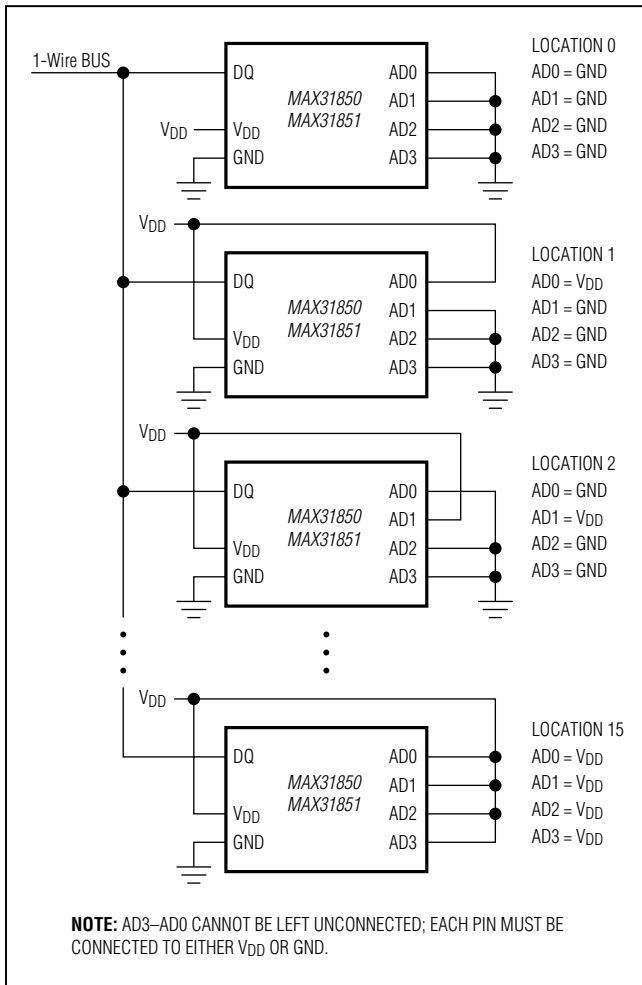 1-Wire BUS
DQ
MAX31850
MAX31851
VDD
VDD
GND
AD0
AD1
AD2
AD3
LOCATION 0
AD0 = GND
AD1 = GND
AD2 = GND
AD3 = GND
VDD
DQ
MAX31850
MAX31851
VDD
GND
AD0
AD1
AD2
AD3
LOCATION 1
AD0 = VDD
AD1 = GND
AD2 = GND
AD3 = GND
VDD
DQ
MAX31850
MAX31851
VDD
GND
AD0
AD1
AD2
AD3
LOCATION 2
AD0 = GND
AD1 = VDD
AD2 = GND
AD3 = GND
VDD
DQ
MAX31850
MAX31851
VDD
GND
AD0
AD1
AD2
AD3
LOCATION 15
AD0 = VDD
AD1 = VDD
AD2 = VDD
AD3 = VDD
NOTE: AD3–AD0 CANNOT BE LEFT UNCONNECTED; EACH PIN MUST BE
CONNECTED TO EITHER VDD OR GND.